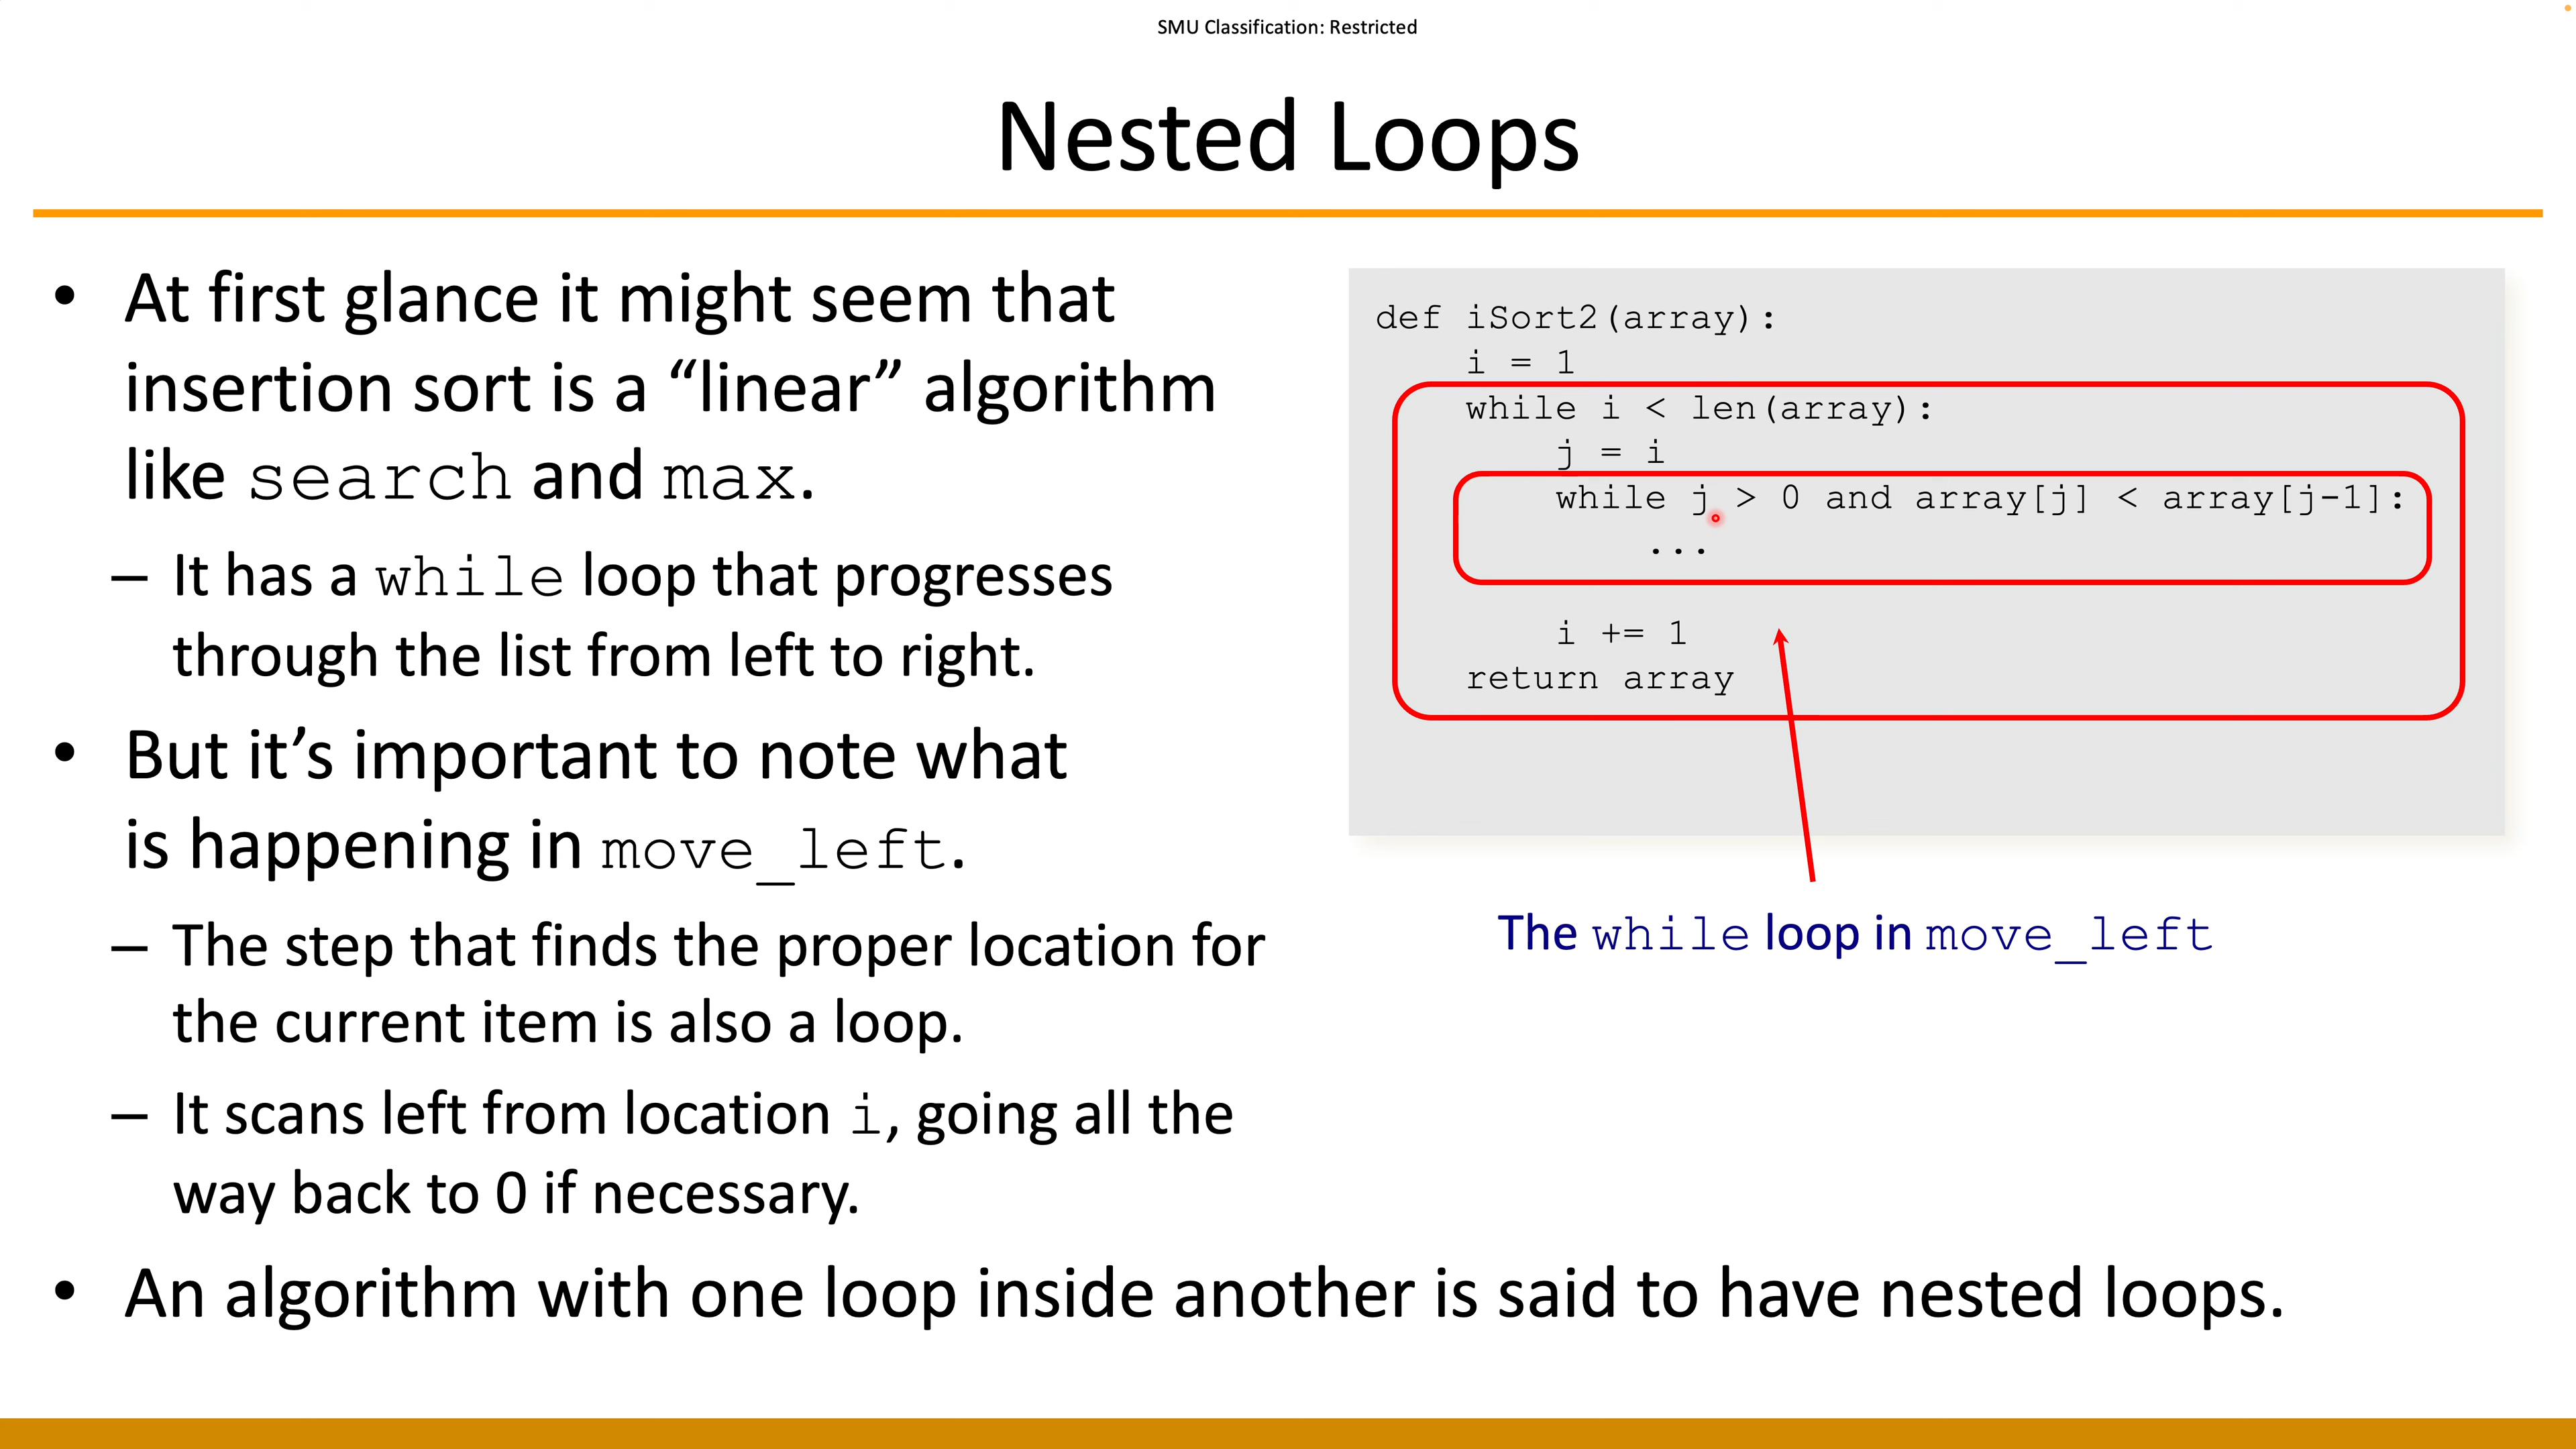 SMU Classification: Restricted
Nested Loops
• At first glance it might seem that
insertion sort is a “linear” algorithm
like search and max.
– It has a while loop that progresses
through the list from left to right.
• But it’s important to note what
is happening in move_left.
– The step that finds the proper location for
the current item is also a loop.
– It scans left from location i, going all the
way back to 0 if necessary.
• An algorithm with one loop inside another is said to have nested loops.
def iSort2(array):
    i = 1
    while i < len(array):
        j = i
        while j > 0 and array[j] < array[j-1]:
            ...
        i += 1
    return array
The while loop in move_left